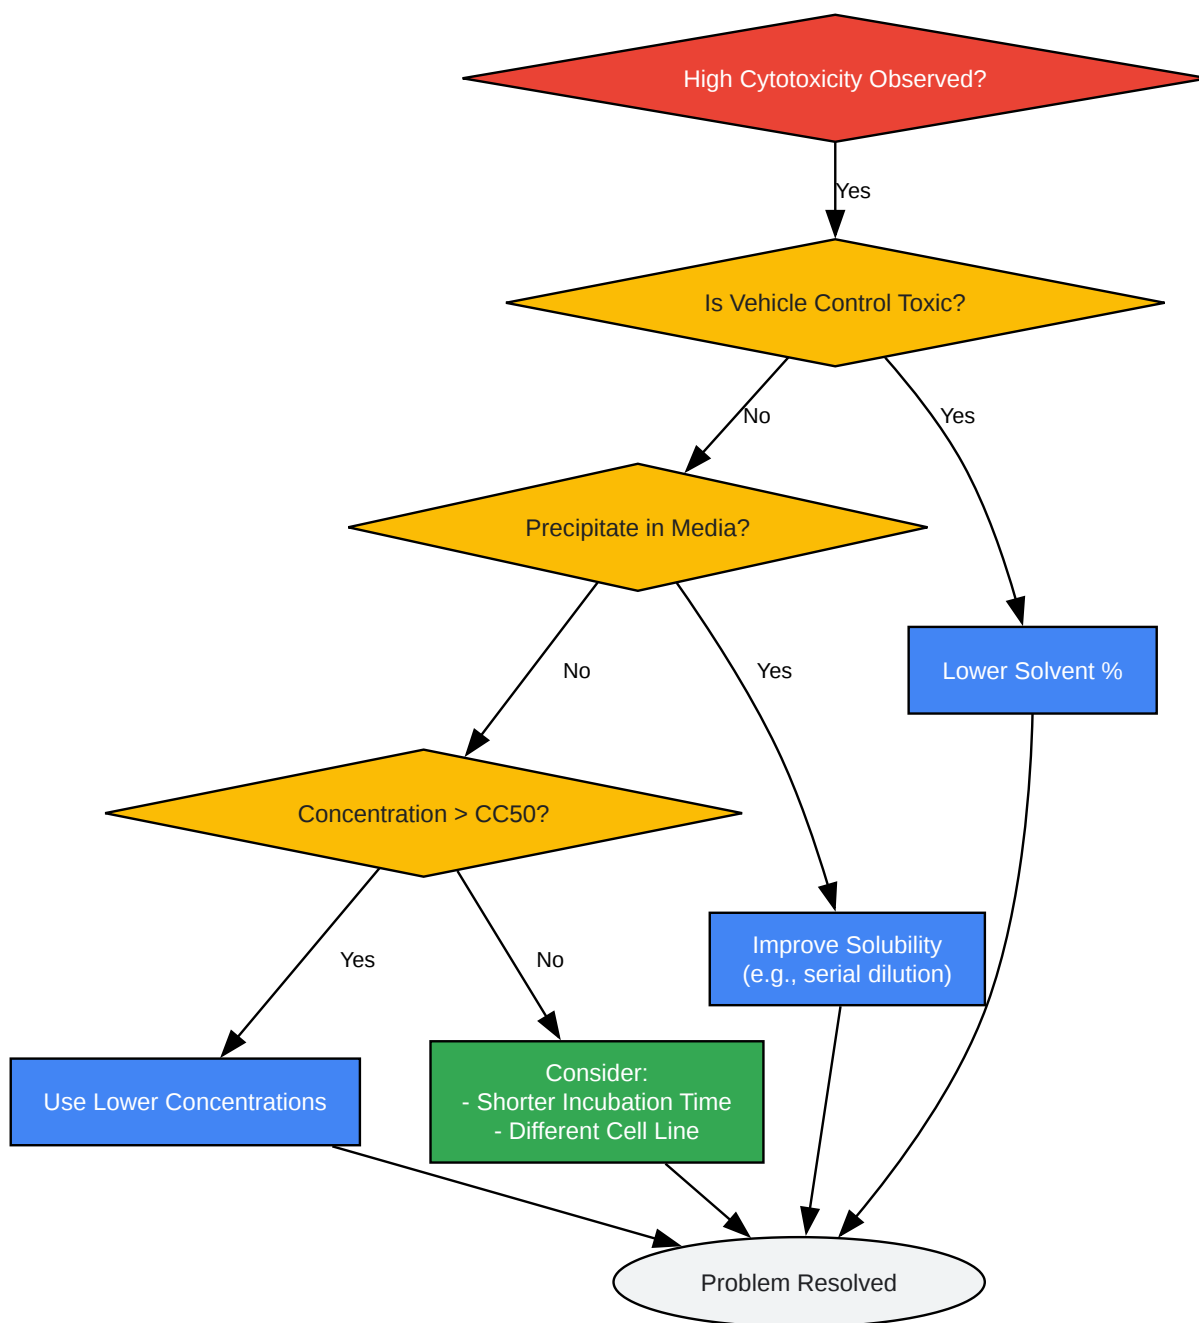 High Cytotoxicity Observed?
Yes
Is Vehicle Control Toxic?
No
Yes
Precipitate in Media?
No
Yes
Lower Solvent %
Concentration > CC50?
Yes
No
Improve Solubility
(e.g., serial dilution)
Use Lower Concentrations
Consider:
- Shorter Incubation Time
- Different Cell Line
Problem Resolved